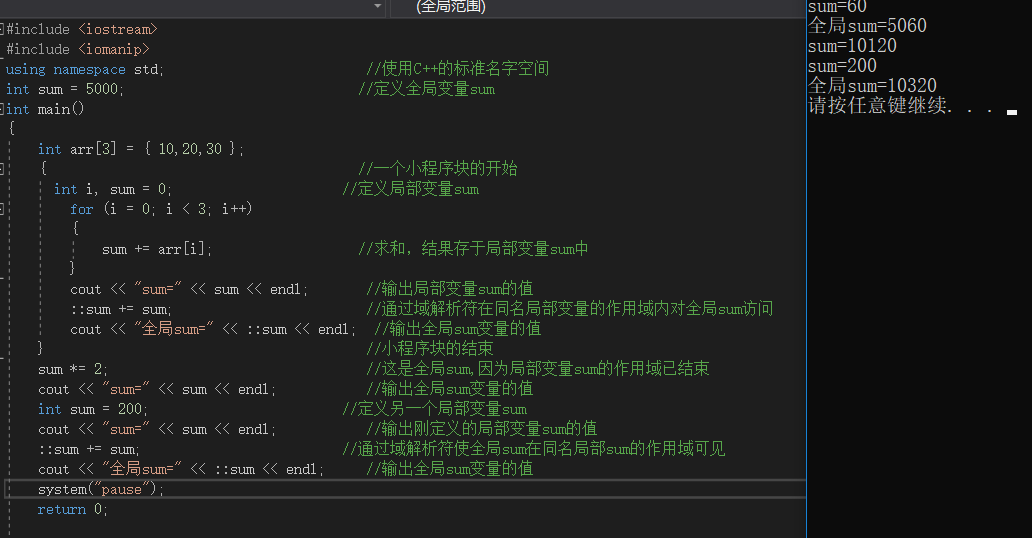 (全局范围)
#include <iostream>
#include <iomanip>
using namespace std; //使用C++的标准名字空间
int sum = 5000; //定义全局变量sum
int main()
{
int arr[3] = { 10,20,30 };
{ //一个小程序块的开始
int i, sum = 0; //定义局部变量sum
for (i = 0; i < 3; i++)
{
sum += arr[i]; //求和，结果存于局部变量sum中
}
cout << "sum=" << sum << endl; //输出局部变量sum的值
::sum += sum; //通过域解析符在同名局部变量的作用域内对全局sum访问
cout << "全局sum=" << ::sum << endl; //输出全局sum变量的值
} //小程序块的结束
sum *= 2; //这是全局sum,因为局部变量sum的作用域已结束
cout << "sum=" << sum << endl; //输出全局sum变量的值
int sum = 200; //定义另一个局部变量sum
cout << "sum=" << sum << endl; //输出刚定义的局部变量sum的值
::sum += sum; //通过域解析符使全局sum在同名局部sum的作用域可见
cout << "全局sum=" << ::sum << endl; //输出全局sum变量的值
system("pause");
return 0;
sum=60
全局sum=5060
sum=10120
sum=200
全局sum=10320
请按任意键继续. . .